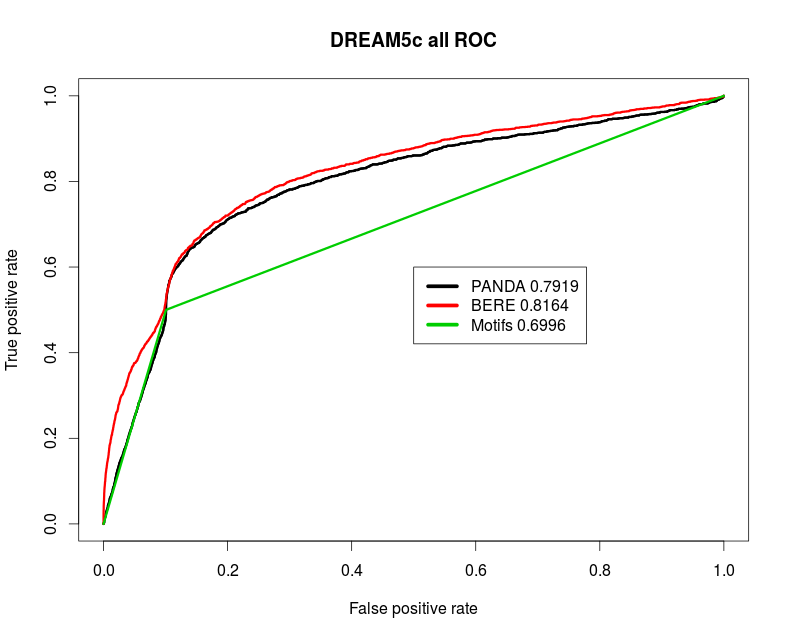 DREAM5c all ROC
True positive rate
1.0
0.8
0.6
0.4
0.2
0.0
PANDA 0.7919
BERE 0.8164
Motifs 0.6996
0.0 0.2 0.4 0.6 0.8 1.0
False positive rate